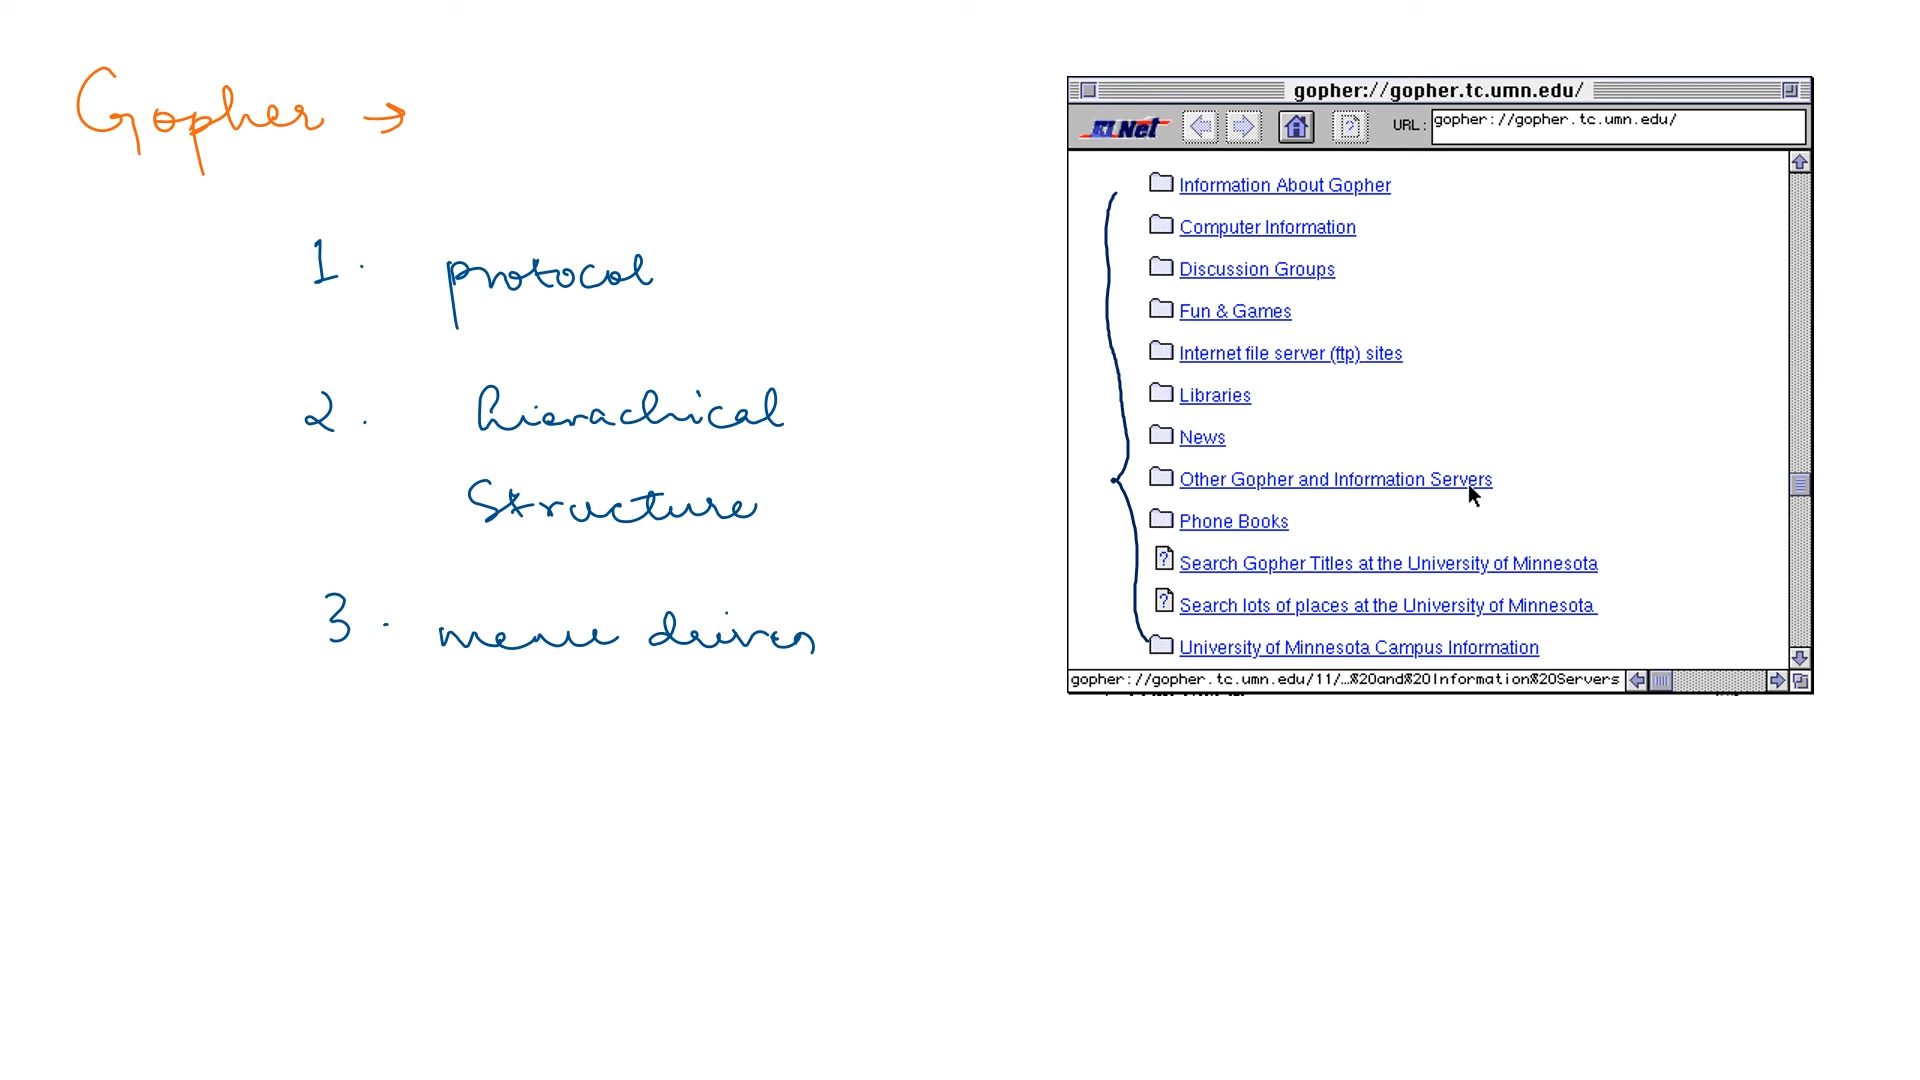 Gopher →
1. protocol
2. hierachical
structure
3. menu driven
gopher://gopher.tc.umn.edu/
EINet
URL: gopher://gopher.tc.umn.edu/
Information About Gopher
Computer Information
Discussion Groups
Fun & Games
Internet file server (ftp) sites
Libraries
News
Other Gopher and Information Servers
Phone Books
Search Gopher Titles at the University of Minnesota
Search lots of places at the University of Minnesota
University of Minnesota Campus Information
gopher://gopher.tc.umn.edu/11/...%20and%20Information%20Servers